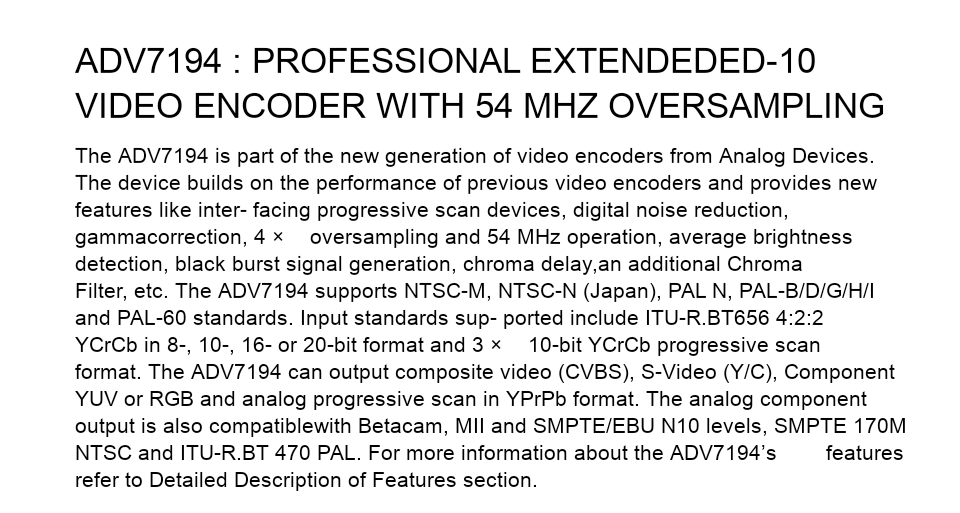 ADV7194 : PROFESSIONAL EXTENDEDED-10
VIDEO ENCODER WITH 54 MHZ OVERSAMPLING
The ADV7194 is part of the new generation of video encoders from Analog Devices.
The device builds on the performance of previous video encoders and provides new
features like inter- facing progressive scan devices, digital noise reduction,
gammacorrection, 4 × oversampling and 54 MHz operation, average brightness
detection, black burst signal generation, chroma delay,an additional Chroma
Filter, etc. The ADV7194 supports NTSC-M, NTSC-N (Japan), PAL N, PAL-B/D/G/H/I
and PAL-60 standards. Input standards sup- ported include ITU-R.BT656 4:2:2
YCrCb in 8-, 10-, 16- or 20-bit format and 3 × 10-bit YCrCb progressive scan
format. The ADV7194 can output composite video (CVBS), S-Video (Y/C), Component
YUV or RGB and analog progressive scan in YPrPb format. The analog component
output is also compatiblewith Betacam, MII and SMPTE/EBU N10 levels, SMPTE 170M
NTSC and ITU-R.BT 470 PAL. For more information about the ADV7194’s features
refer to Detailed Description of Features section.